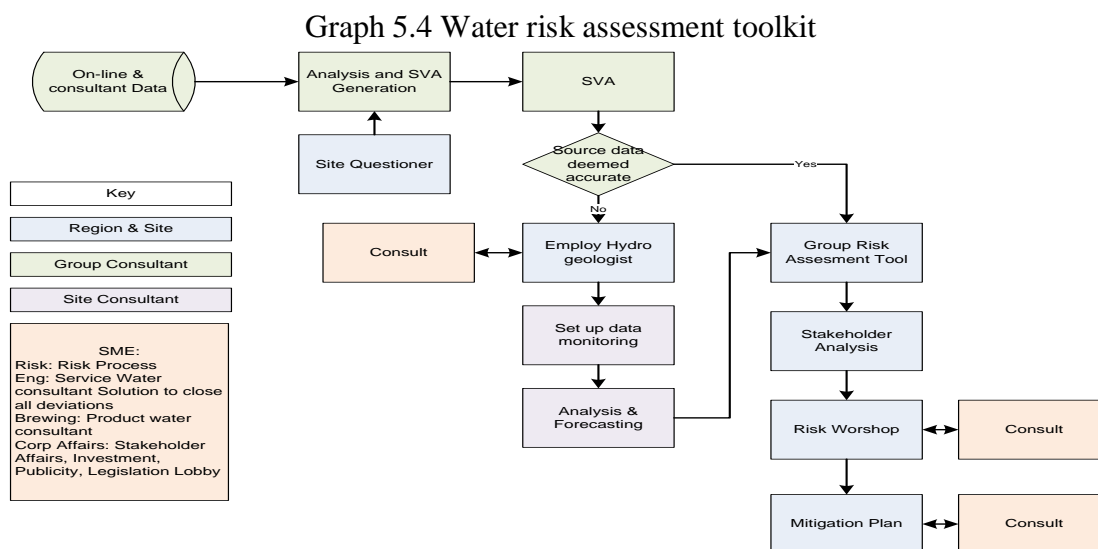 Graph 5.4 Water risk assessment toolkit
On-line &
consultant Data
Analysis and SVA
Generation
SVA
Site Questioner
Source data
deemed
accurate
Yes
No
Key
Region & Site
Group Consultant
Site Consultant
SME:
Risk: Risk Process
Eng: Service Water
consultant Solution to close
all deviations
Brewing: Product water
consultant
Corp Affairs: Stakeholder
Affairs, Investment,
Publicity, Legislation Lobby
Consult
Employ Hydro
geologist
Group Risk
Assesment Tool
Set up data
monitoring
Stakeholder
Analysis
Analysis &
Forecasting
Risk Worshop
Consult
Mitigation Plan
Consult